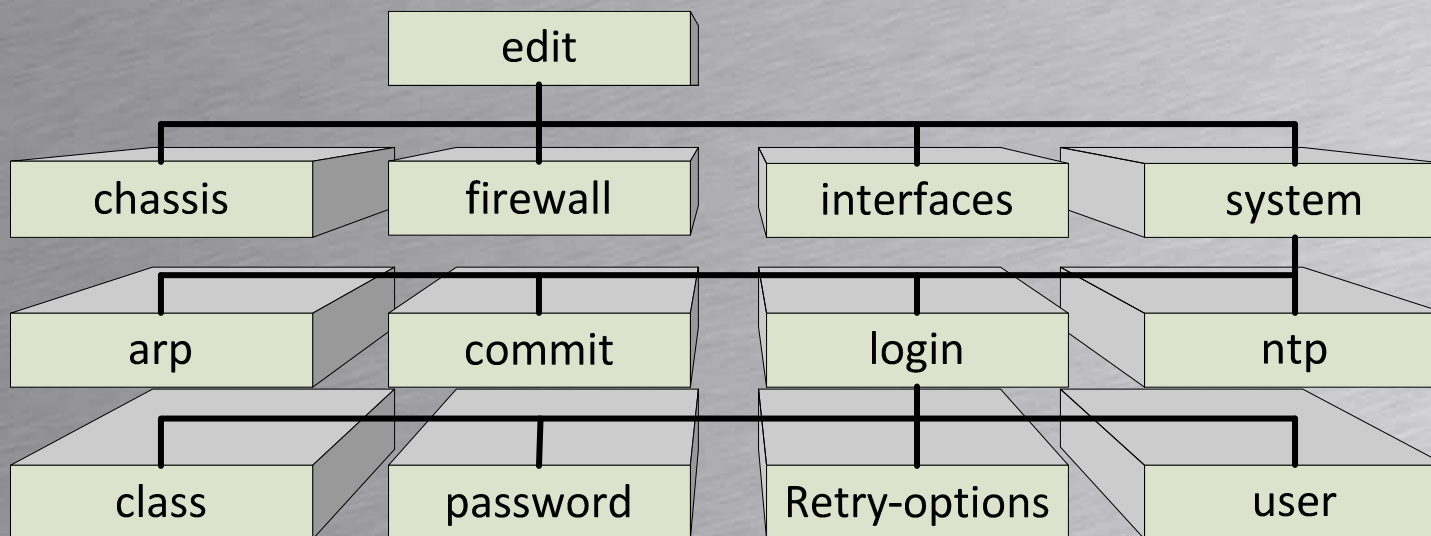 edit
chassis
firewall
interfaces
system
arp
commit
login
ntp
class
password
Retry-options
user